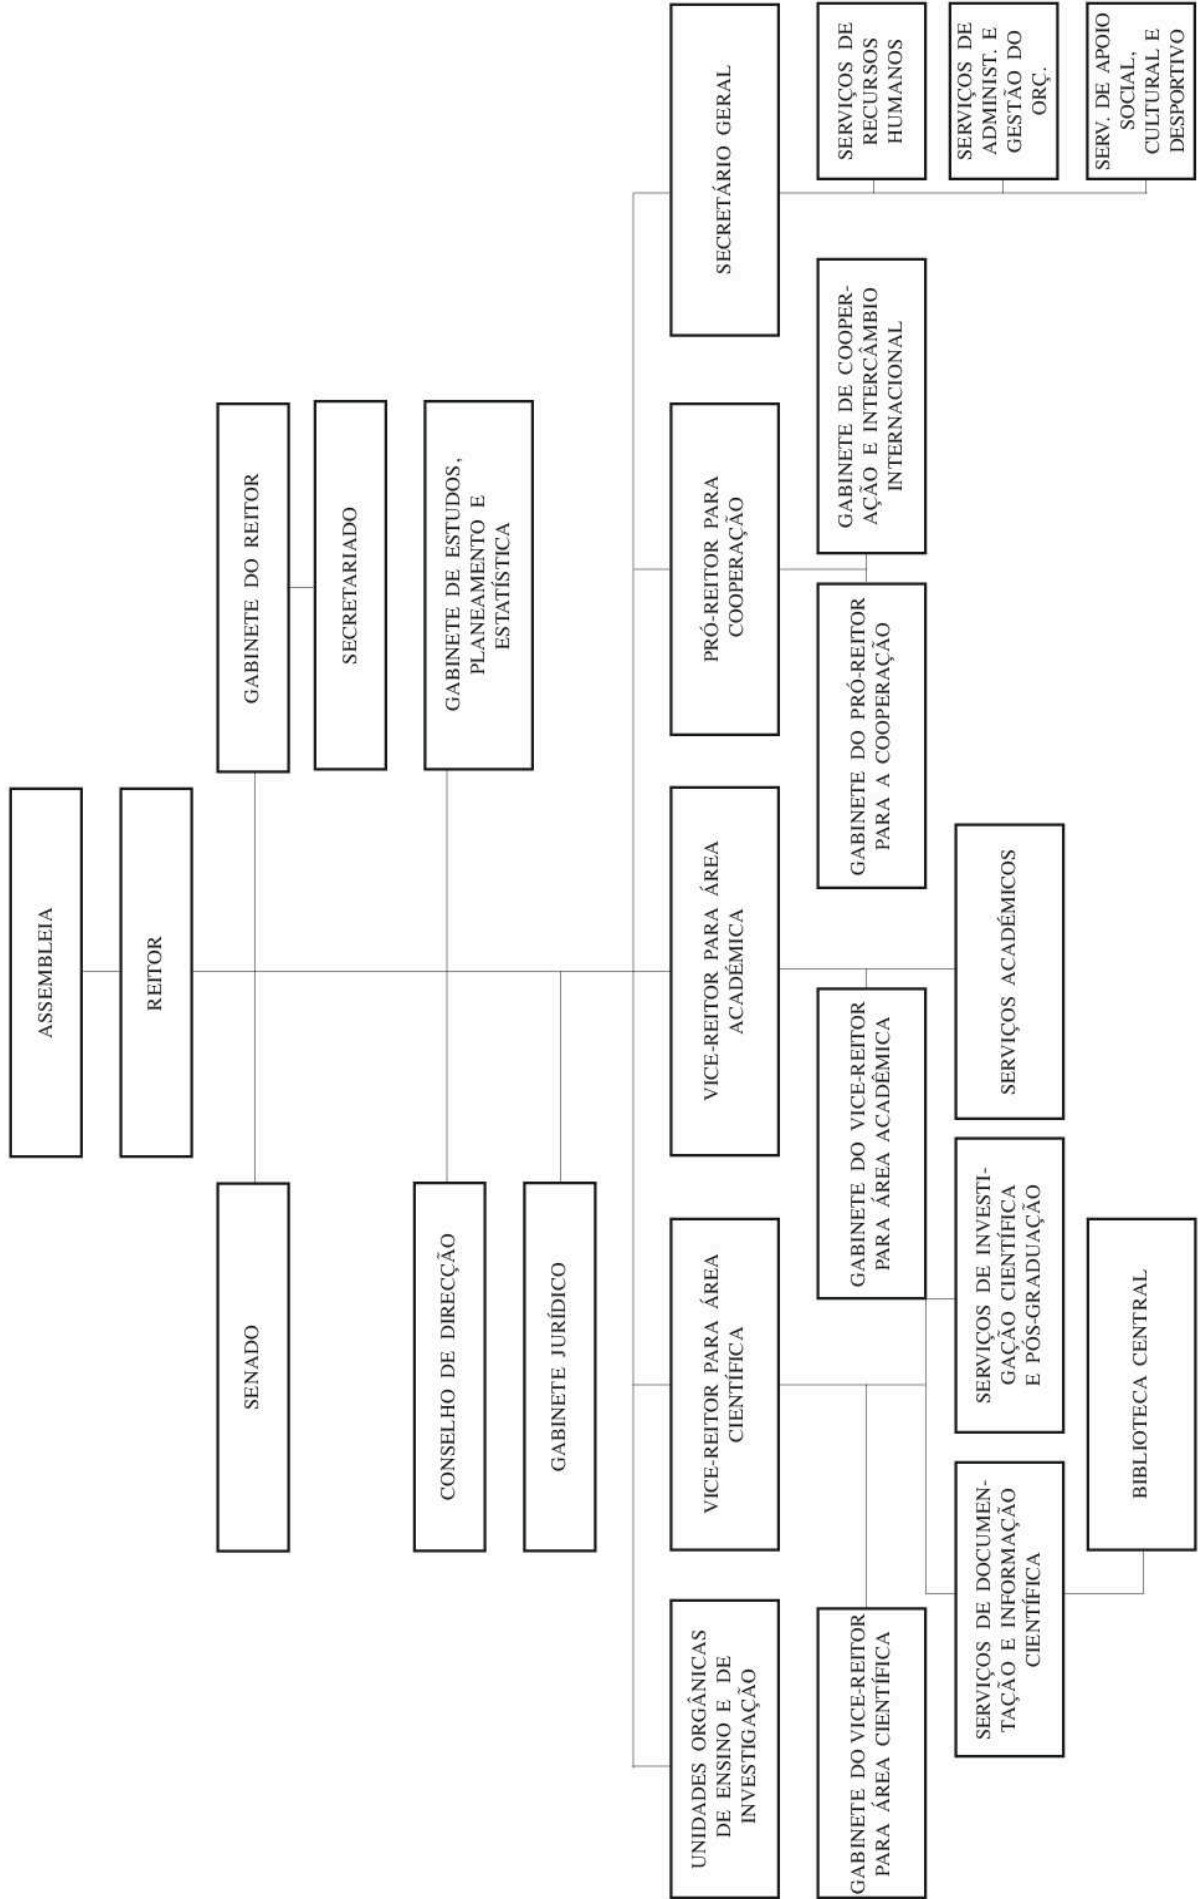 ASSEMBLEIA
REITOR
SENADO
GABINETE DO REITOR
SECRETARIADO
CONSELHO DE DIRECÇÃO
GABINETE DE ESTUDOS,
PLANEAMENTO E
ESTATÍSTICA
GABINETE JURÍDICO
UNIDADES ORGÂNICAS
DE ENSINO E DE
INVESTIGAÇÃO
VICE-REITOR PARA ÁREA
CIENTÍFICA
VICE-REITOR PARA ÁREA
ACADÉMICA
PRÓ-REITOR PARA
COOPERAÇÃO
SECRETÁRIO GERAL
GABINETE DO VICE-REITOR
PARA ÁREA CIENTÍFICA
GABINETE DO VICE-REITOR
PARA ÁREA ACADÊMICA
GABINETE DO PRÓ-REITOR
PARA A COOPERAÇÃO
GABINETE DE COOPER-
AÇÃO E INTERCÂMBIO
INTERNACIONAL
SERVIÇOS DE
RECURSOS
HUMANOS
SERVIÇOS DE DOCUMEN-
TAÇÃO E INFORMAÇÃO
CIENTÍFICA
SERVIÇOS DE INVESTI-
GAÇÃO CIENTÍFICA
E PÓS-GRADUAÇÃO
SERVIÇOS ACADÉMICOS
SERVIÇOS DE
ADMINIST. E
GESTÃO DO
ORÇ.
BIBLIOTECA CENTRAL
SERV. DE APOIO
SOCIAL,
CULTURAL E
DESPORTIVO